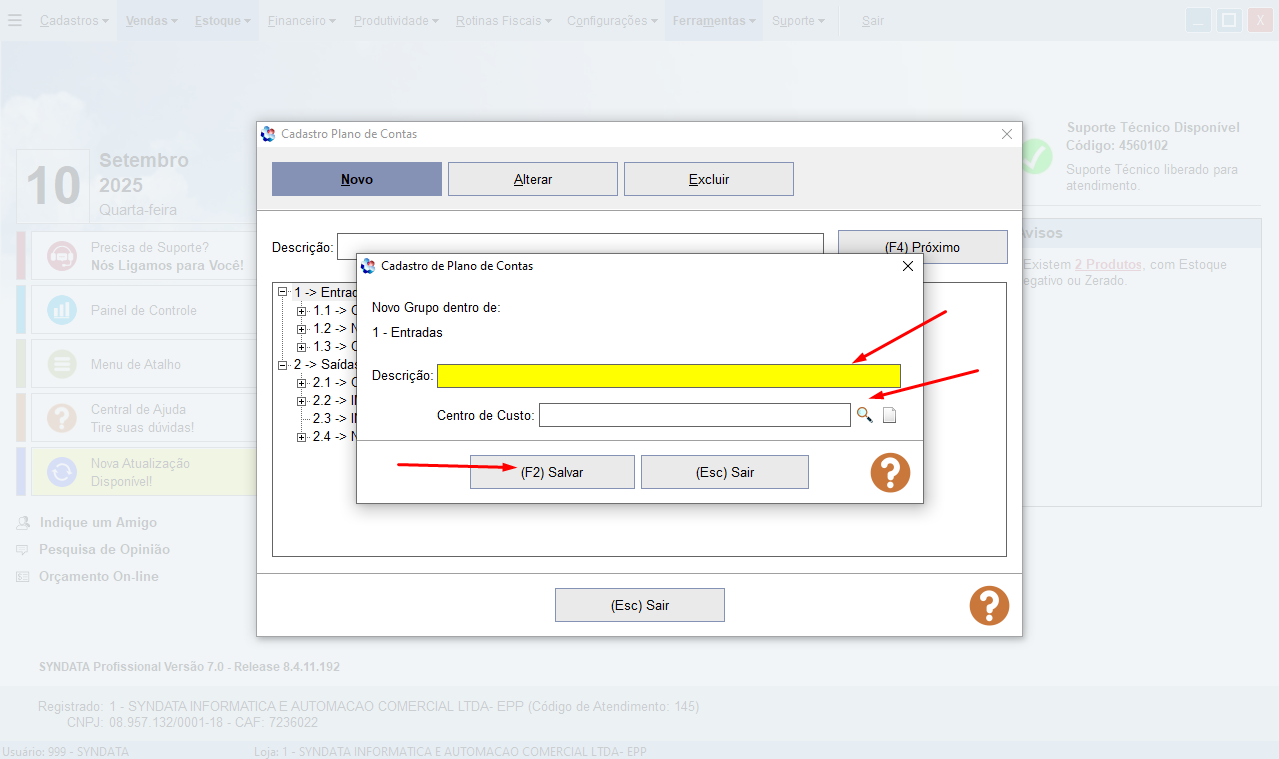 Cadastros Vendas Estoque Financeiro Produtividade Rotinas Fiscais Configurações Ferramentas Suporte Sair
10
Setembro
2025
Quarta-feira
Precisa de Suporte?
Nós Ligamos para Você!
Painel de Controle
Menu de Atalho
Central de Ajuda
Tire suas dúvidas!
Nova Atualização
Disponível!
Indique um Amigo
Pesquisa de Opinião
Orçamento On-line
Cadastro Plano de Contas
Novo Alterar Excluir
Descrição: (F4) Próximo
1 -> Entrad
1.1 -> C
1.2 -> N
1.3 -> C
2 -> Saídas
2.1 -> C
2.2 -> IM
2.3 -> IM
2.4 -> N
Cadastro de Plano de Contas
Novo Grupo dentro de:
1 - Entradas
Descrição:
Centro de Custo:
(F2) Salvar (Esc) Sair
?
(Esc) Sair
?
Suporte Técnico Disponível
Código: 4560102
Suporte Técnico liberado para
atendimento.
Avisos
Existem 2 Produtos, com Estoque
egativo ou Zerado.
SYNDATA Profissional Versão 7.0 - Release 8.4.11.192
Registrado: 1 - SYNDATA INFORMATICA E AUTOMACAO COMERCIAL LTDA- EPP (Código de Atendimento: 145)
CNPJ: 08.957.132/0001-18 - CAF: 7236022
Usuário: 999 - SYNDATA Loja: 1 - SYNDATA INFORMATICA E AUTOMACAO COMERCIAL LTDA- EPP